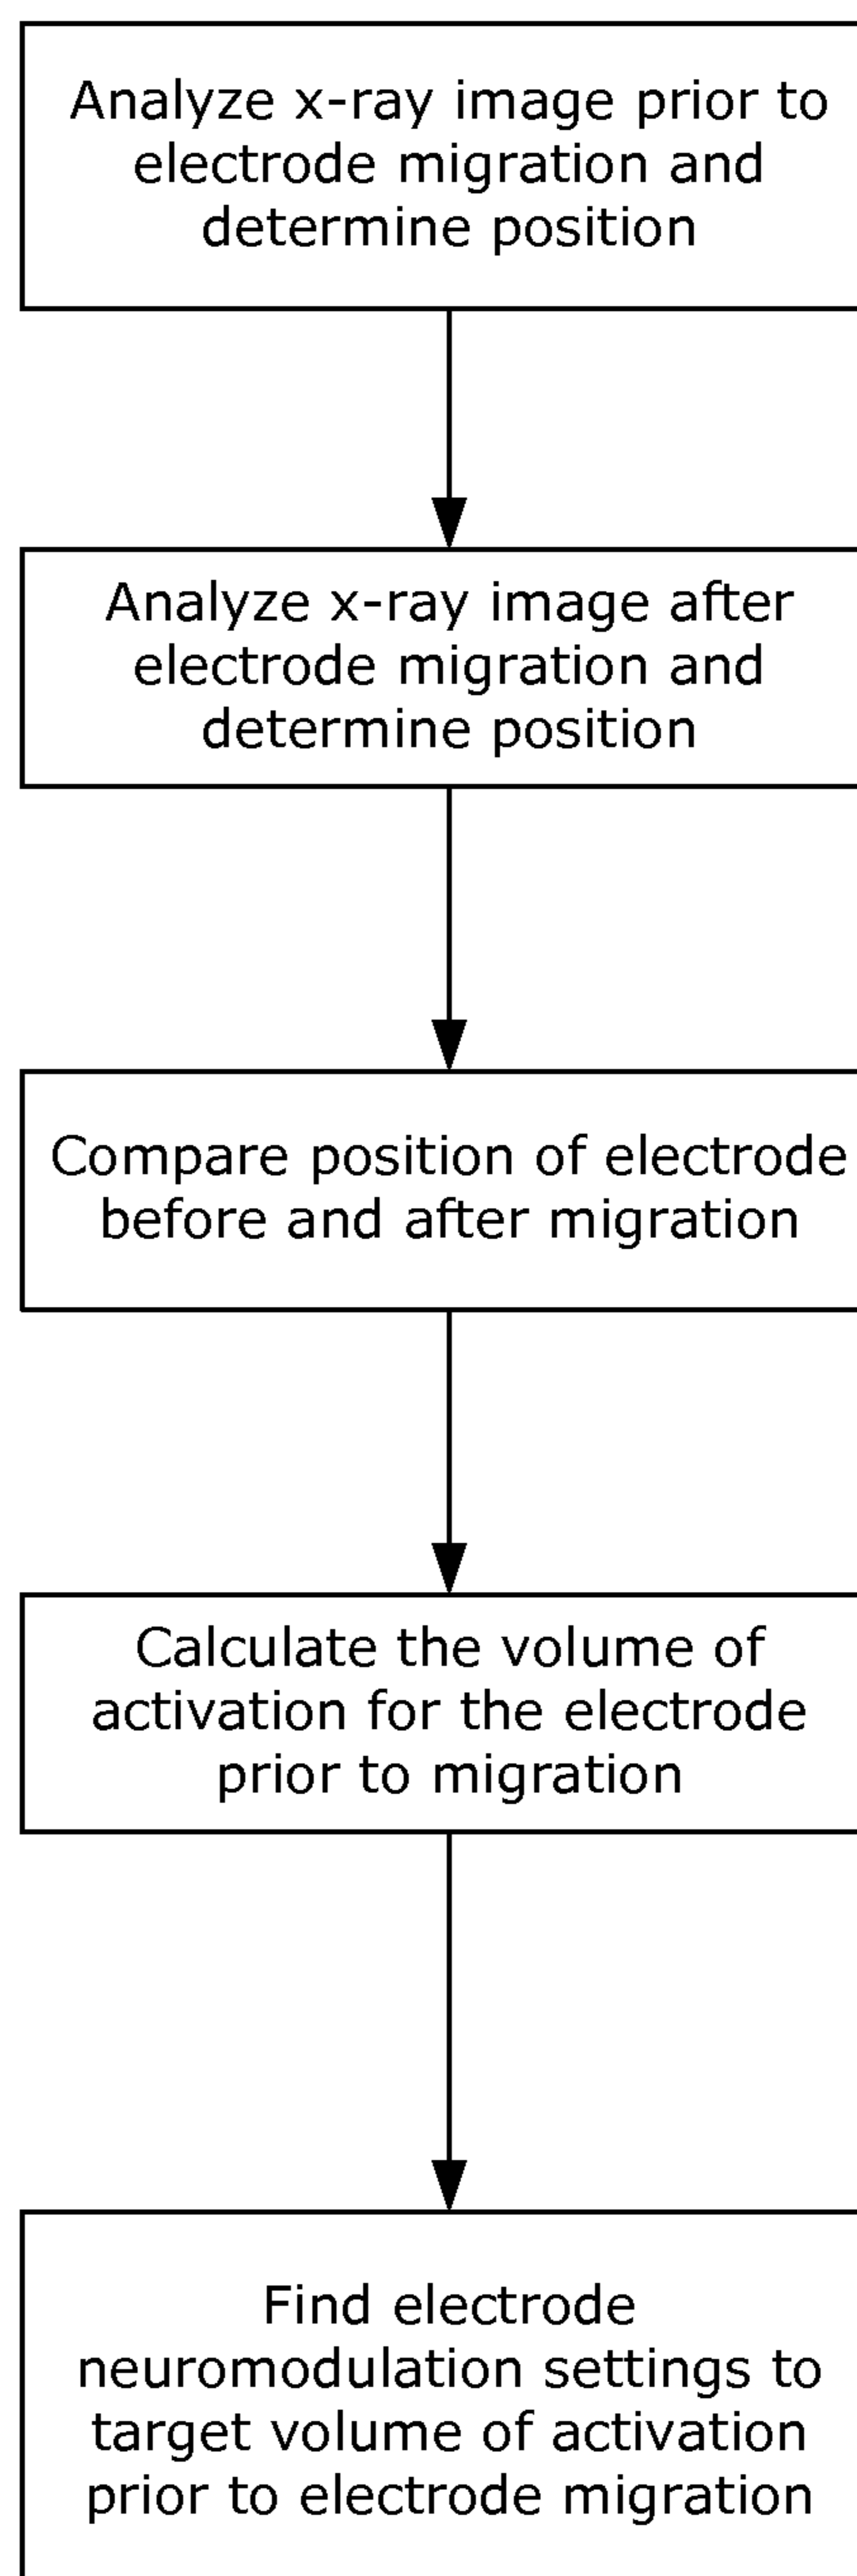 Analyze x-ray image prior to
electrode migration and
determine position
Analyze x-ray image after
electrode migration and
determine position
Compare position of electrode
before and after migration
Calculate the volume of
activation for the electrode
prior to migration
Find electrode
neuromodulation settings to
target volume of activation
prior to electrode migration